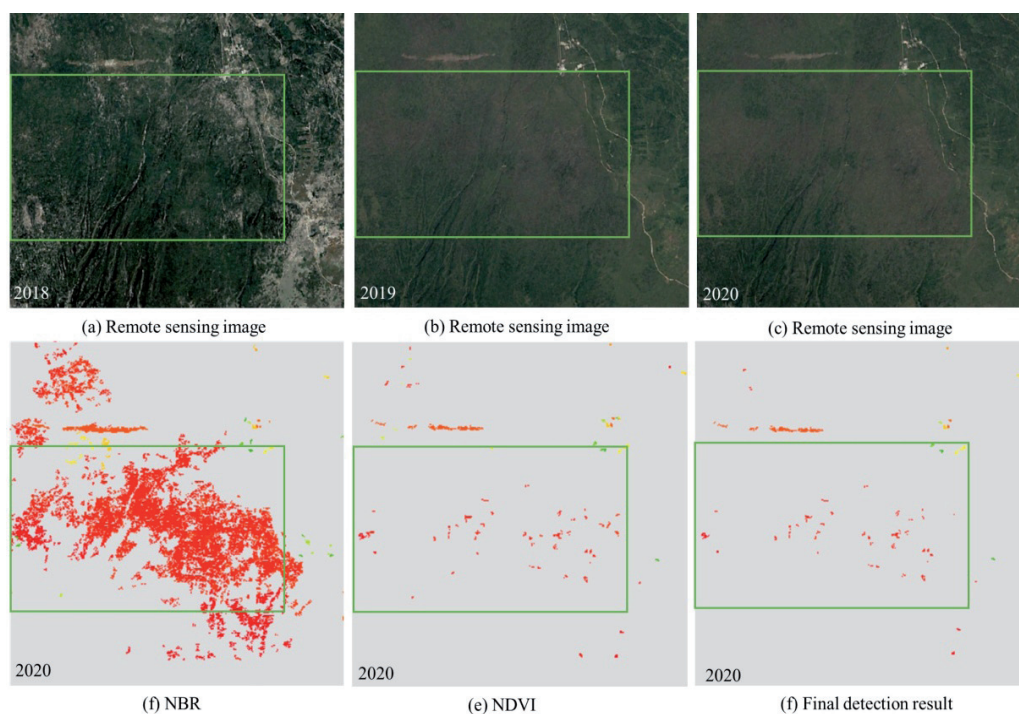 2018
2019
2020
(a) Remote sensing image
(b) Remote sensing image
(c) Remote sensing image
2020
2020
2020
(f) NBR
(e) NDVI
(f) Final detection result